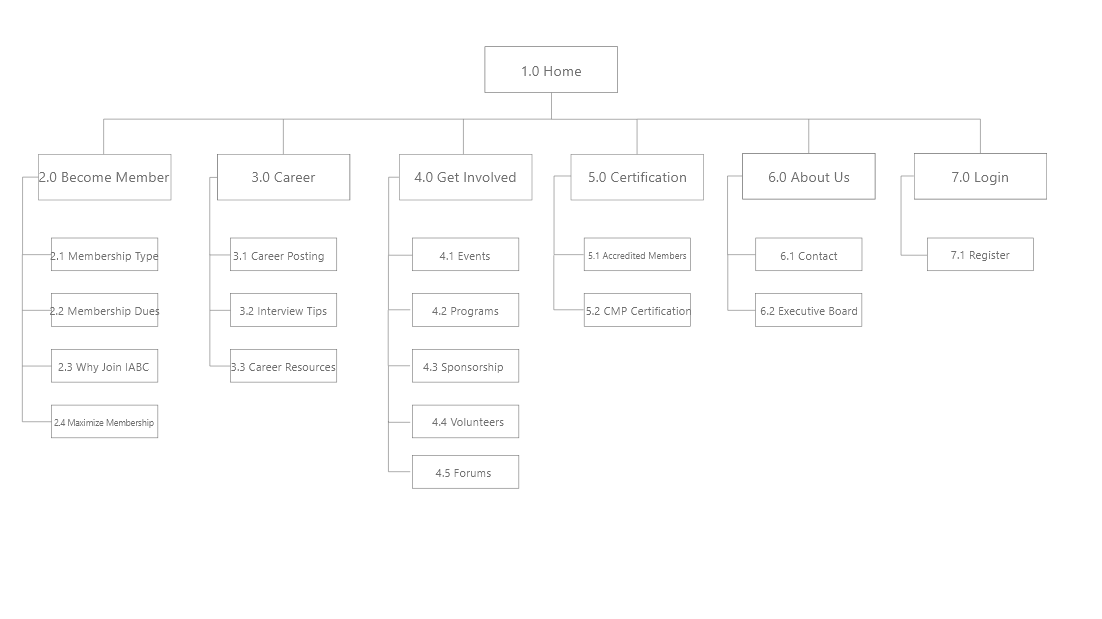 1.0 Home
2.0 Become Member
3.0 Career
4.0 Get Involved
5.0 Certification
6.0 About Us
7.0 Login
2.1 Membership Type
3.1 Career Posting
4.1 Events
5.1 Accredited Members
6.1 Contact
7.1 Register
2.2 Membership Dues
3.2 Interview Tips
4.2 Programs
5.2 CMP Certification
6.2 Executive Board
2.3 Why Join IABC
3.3 Career Resources
4.3 Sponsorship
2.4 Maximize Membership
4.4 Volunteers
4.5 Forums